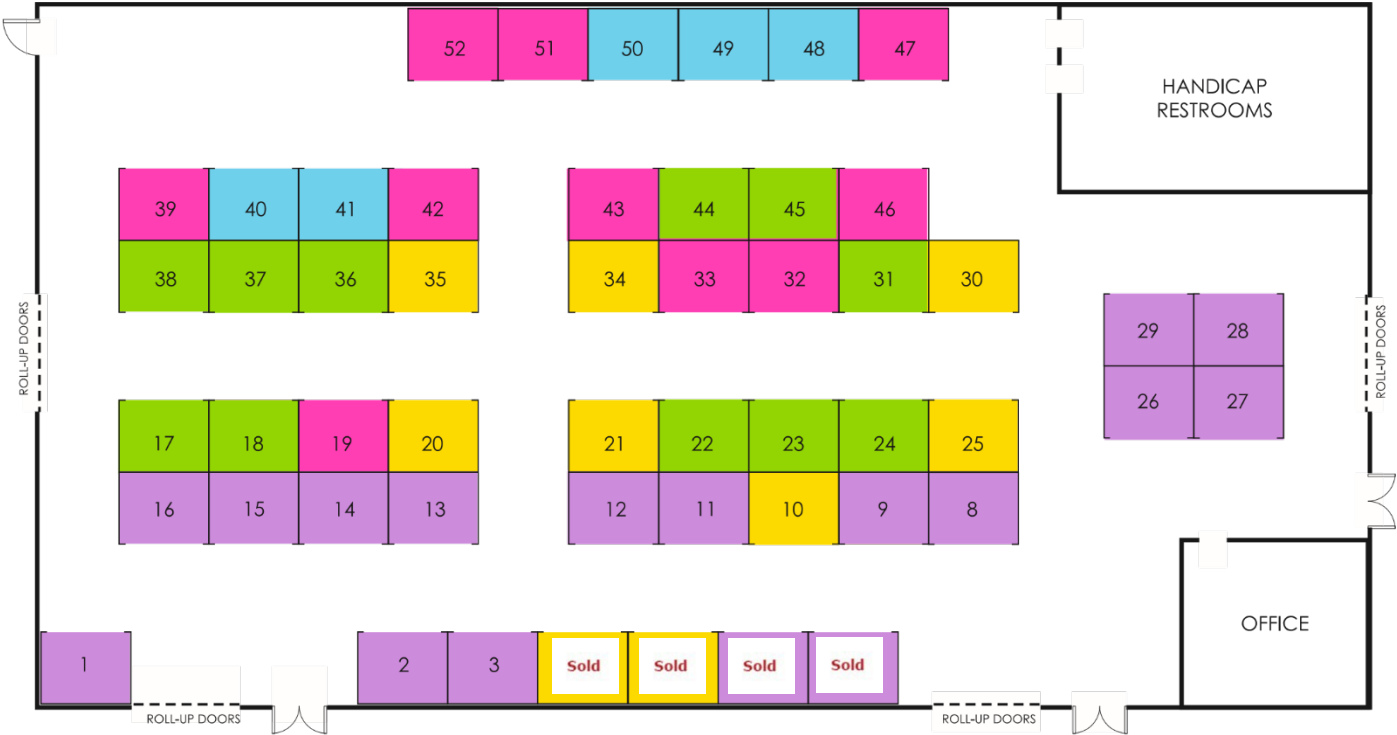 52 51 50 49 48 47
HANDICAP
RESTROOMS
39 40 41 42 43 44 45 46
38 37 36 35 34 33 32 31 30
29 28
26 27
ROLL-UP DOORS
ROLL-UP DOORS
17 18 19 20 21 22 23 24 25
16 15 14 13 12 11 10 9 8
OFFICE
1 2 3 Sold Sold Sold Sold
ROLL-UP DOORS
ROLL-UP DOORS